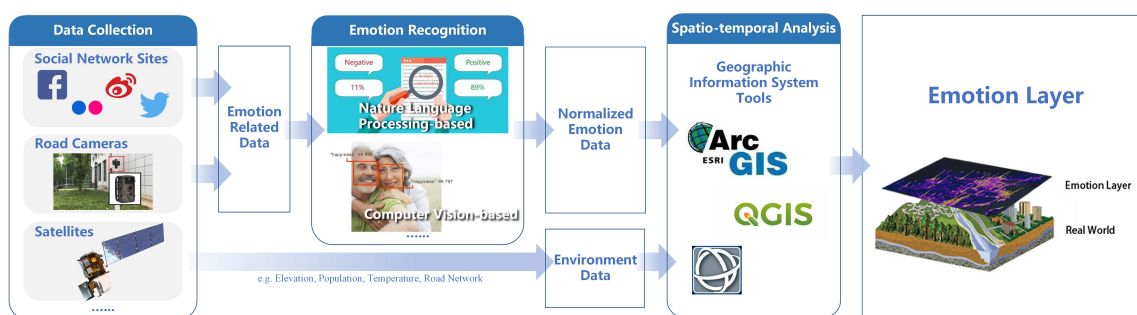 Data Collection
Social Network Sites
Road Cameras
Satellites
......
Emotion
Related
Data
Emotion Recognition
Negative
Positive
11%
89%
Nature Language
Processing-based
Computer Vision-based
......
e.g. Elevation, Population, Temperature, Road Network
Normalized
Emotion
Data
Environment
Data
Spatio-temporal Analysis
Geographic
Information System
Tools
Arc
ESRI GIS
QGIS
Emotion Layer
Emotion Layer
Real World